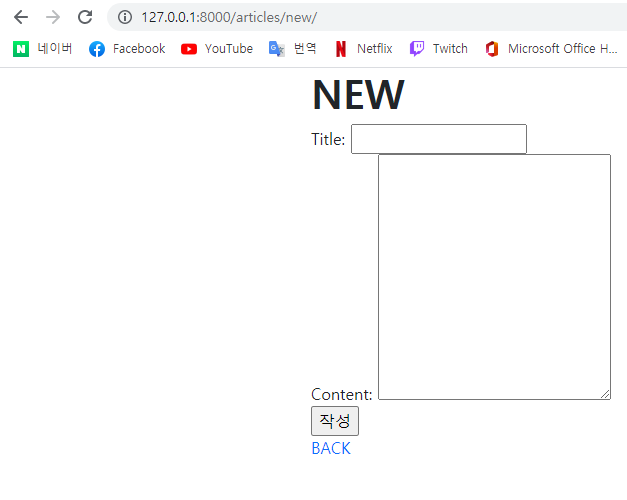 127.0.0.1:8000/articles/new/
네이버 Facebook YouTube 번역 Netflix Twitch Microsoft Office H...
NEW
Title:
Content:
작성
BACK